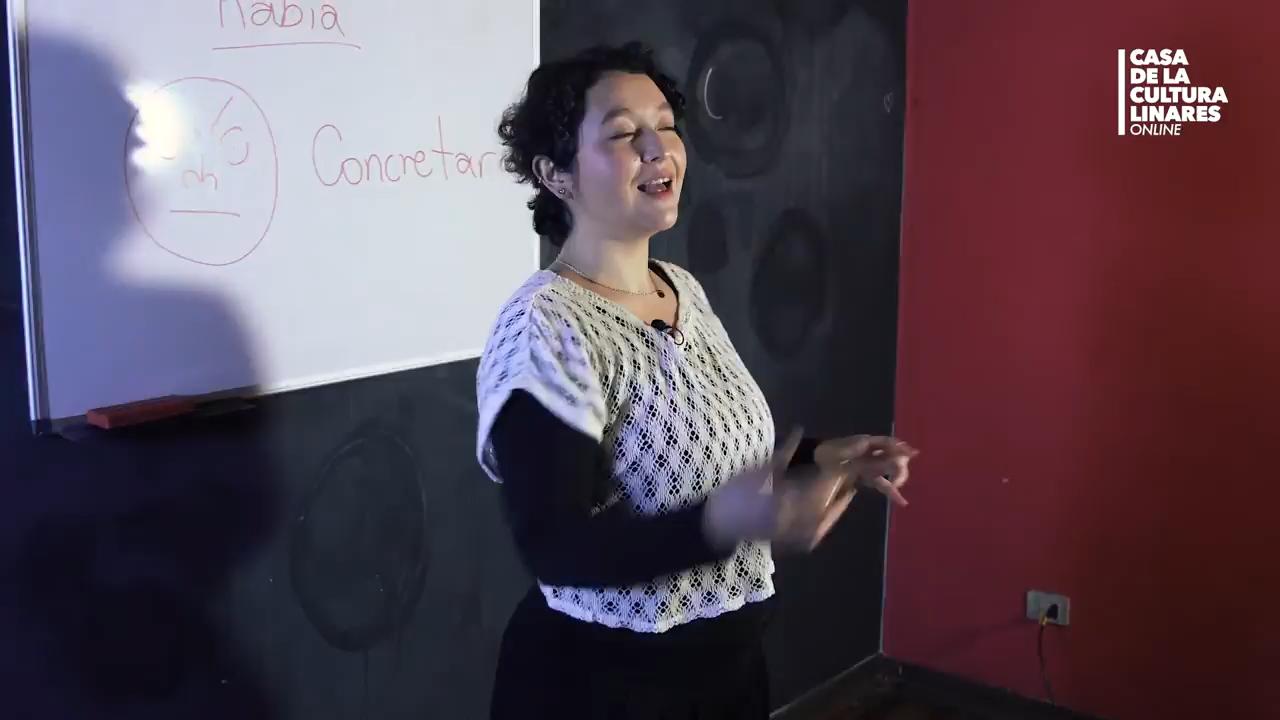 Rabia
Concretar
CASA
DE LA
CULTURA
LINARES
ONLINE